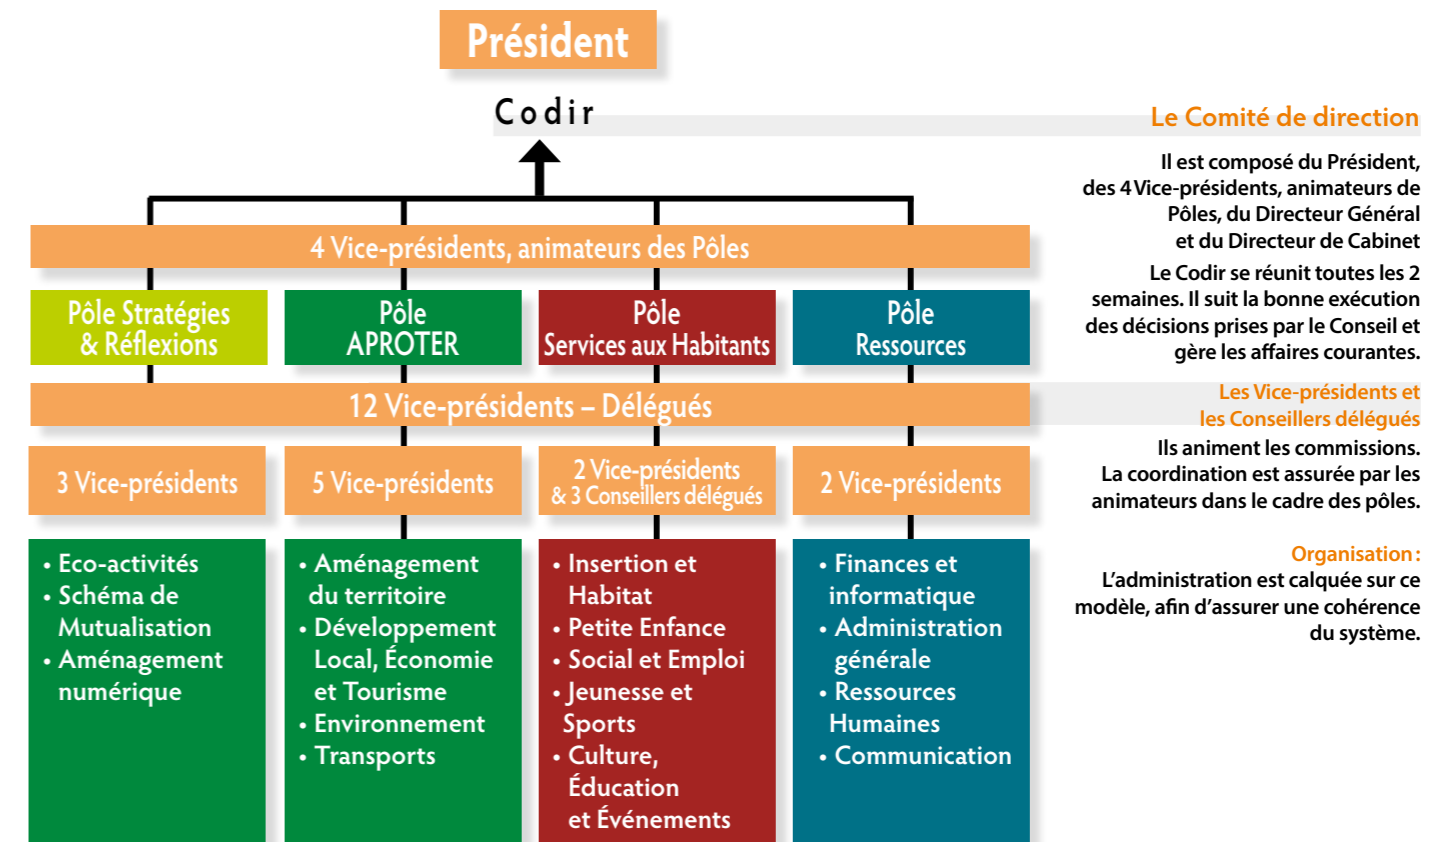 Président
Codir
4 Vice-présidents, animateurs des Pôles
Pôle Stratégies
& Réflexions
Pôle
APROTER
Pôle
Services aux Habitants
Pôle
Ressources
12 Vice-présidents – Délégués
3 Vice-présidents
5 Vice-présidents
2 Vice-présidents
& 3 Conseillers délégués
2 Vice-présidents
• Eco-activités
• Schéma de
Mutualisation
• Aménagement
numérique
• Aménagement
du territoire
• Développement
Local, Économie
et Tourisme
• Environnement
• Transports
• Insertion et
Habitat
• Petite Enfance
• Social et Emploi
• Jeunesse et
Sports
• Culture,
Éducation
et Événements
• Finances et
informatique
• Administration
générale
• Ressources
Humaines
• Communication
Le Comité de direction
Il est composé du Président,
des 4 Vice-présidents, animateurs de
Pôles, du Directeur Général
et du Directeur de Cabinet
Le Codir se réunit toutes les 2
semaines. Il suit la bonne exécution
des décisions prises par le Conseil et
gère les affaires courantes.
Les Vice-présidents et
les Conseillers délégués
Ils animent les commissions.
La coordination est assurée par les
animateurs dans le cadre des pôles.
Organisation :
L’administration est calquée sur ce
modèle, afin d’assurer une cohérence
du système.